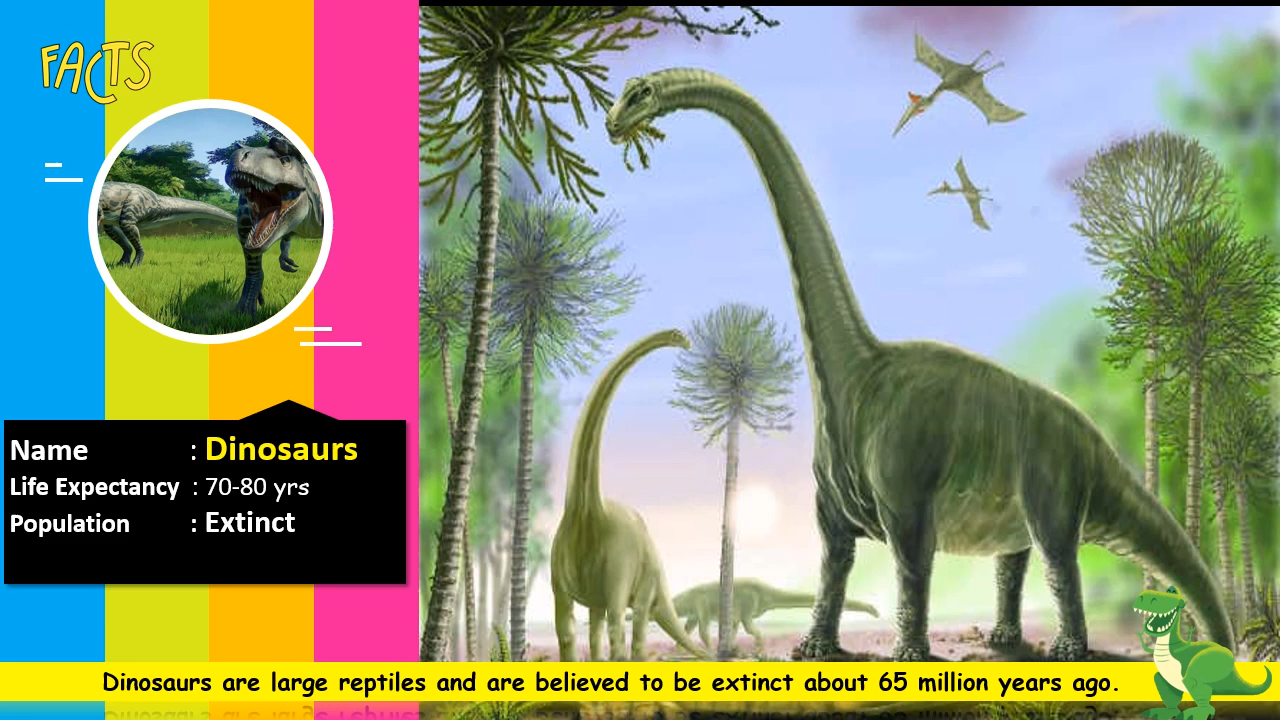 FACTS
Name : Dinosaurs
Life Expectancy : 70-80 yrs
Population : Extinct
Dinosaurs are large reptiles and are believed to be extinct about 65 million years ago.